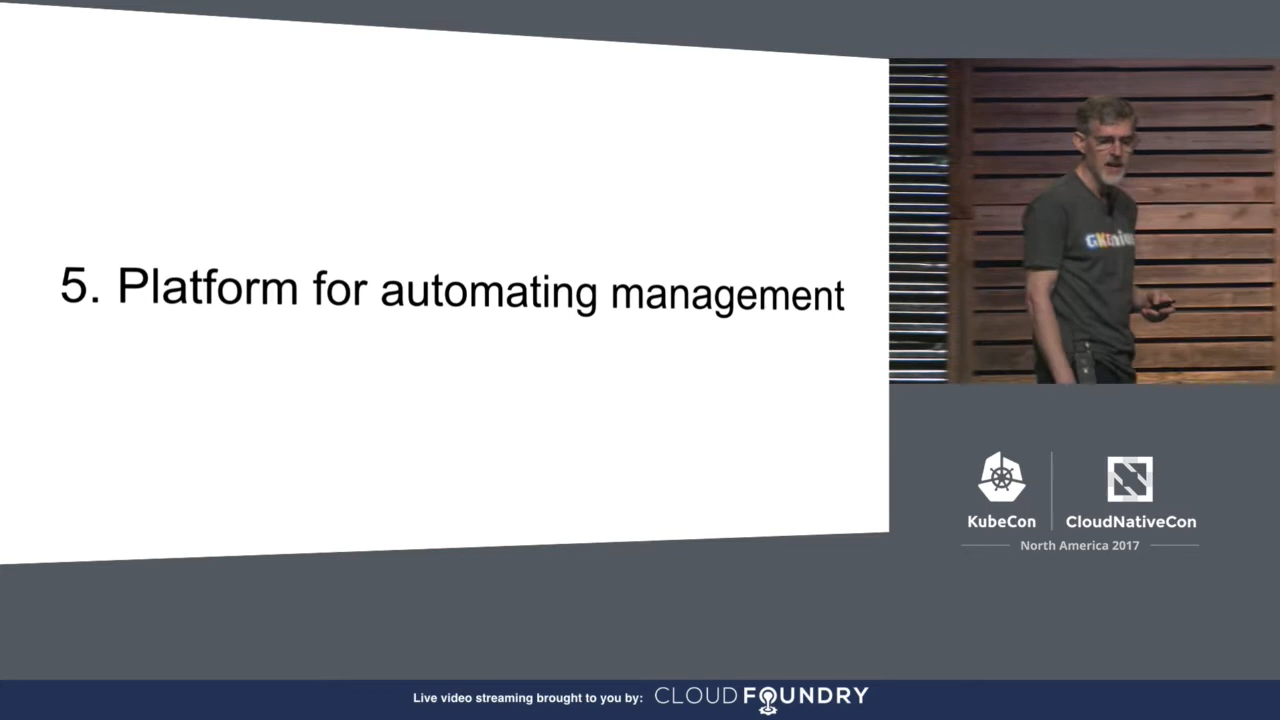 5. Platform for automating management
GKEnius
KubeCon
CloudNativeCon
North America 2017
Live video streaming brought to you by: CLOUD FOUNDRY